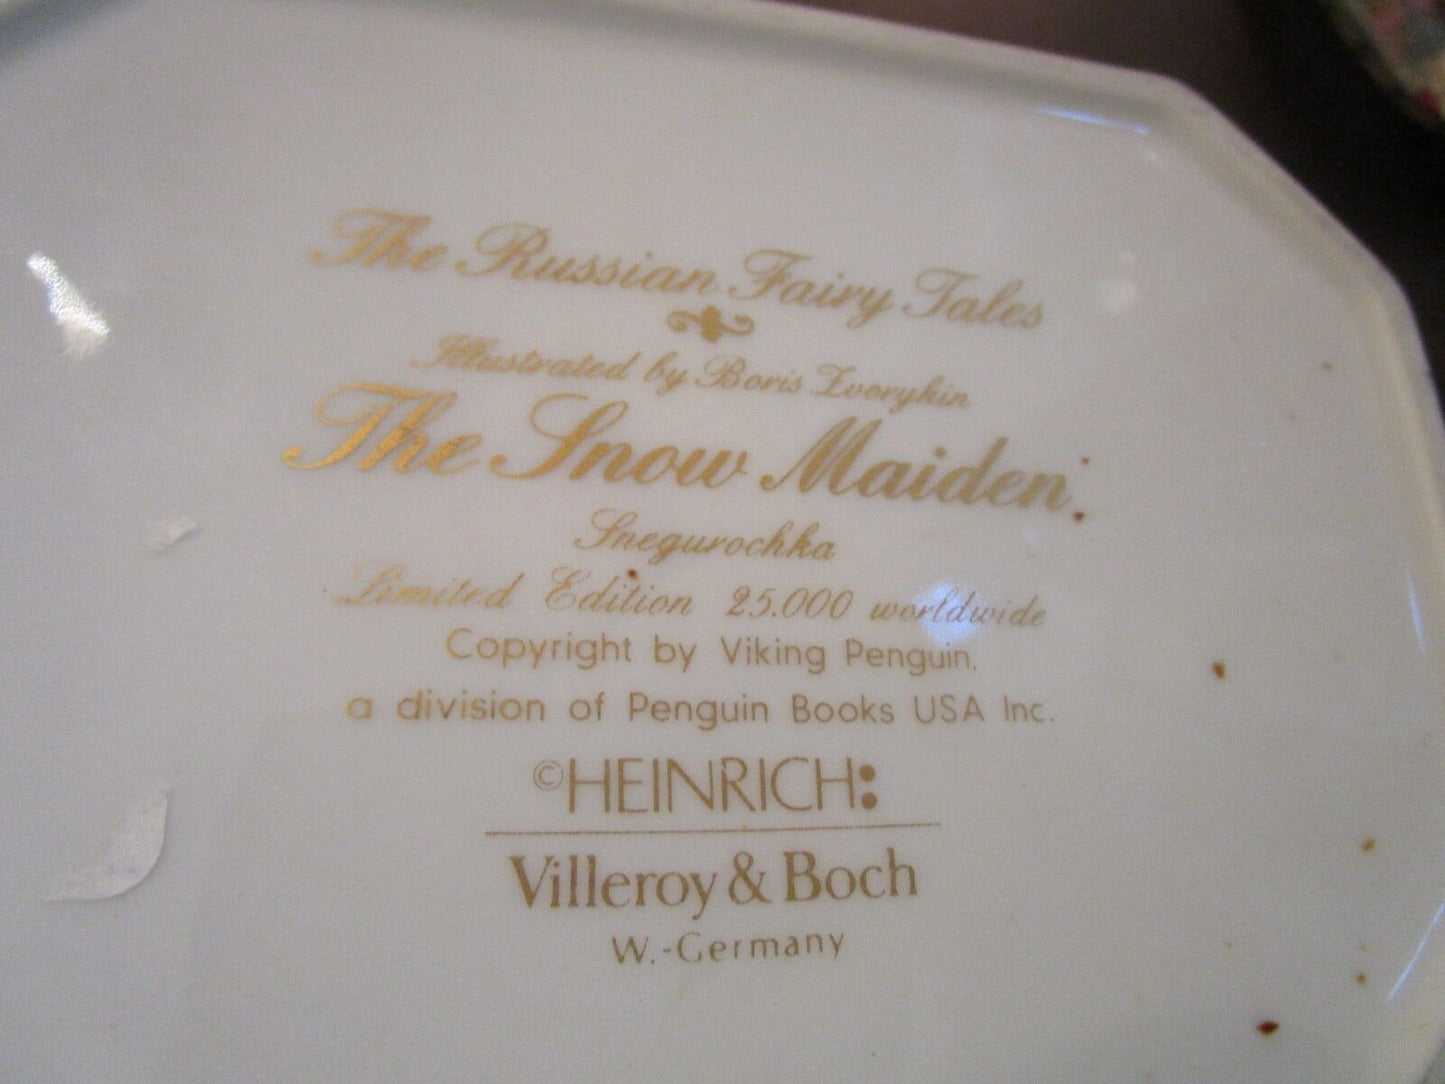 The Russian Fairy Tales
Illustrated by Boris Zvorykin
The Snow Maiden
Snegurochka
Limited Edition 25.000 worldwide
Copyright by Viking Penguin.
a division of Penguin Books USA Inc.
©HEINRICH:
Villeroy & Boch
W.-Germany